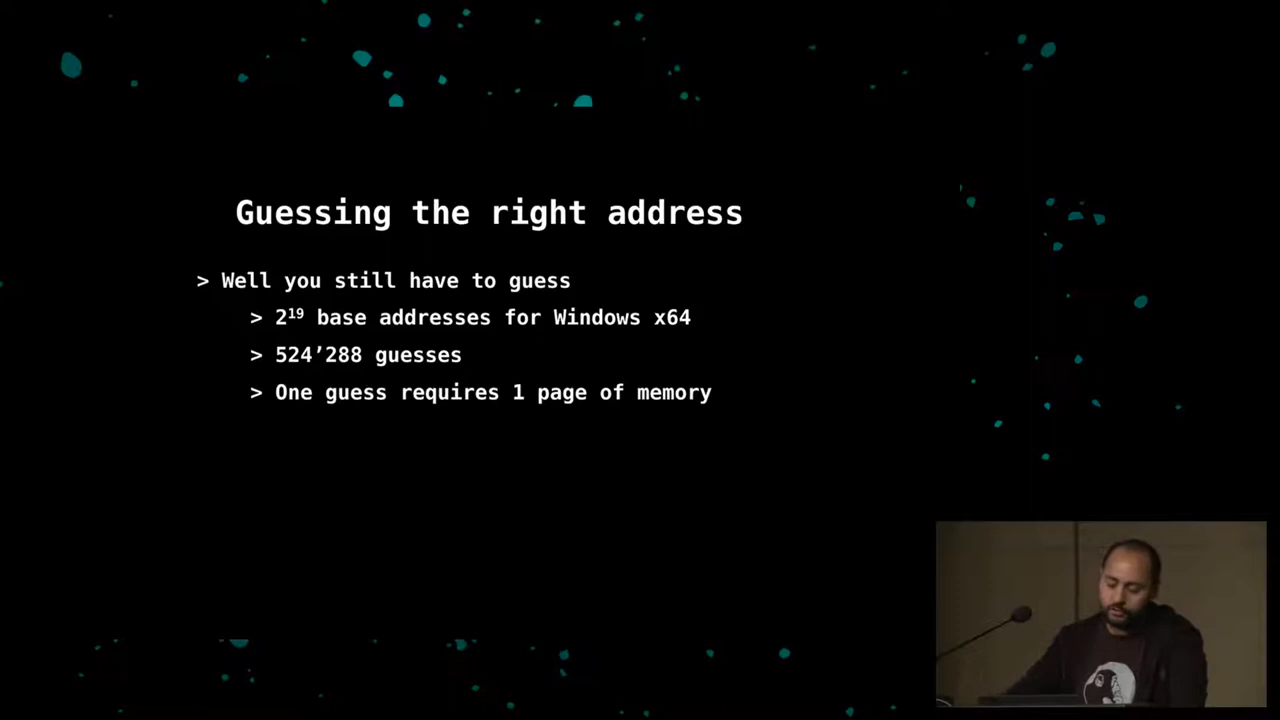 Guessing the right address
> Well you still have to guess
> 2¹⁹ base addresses for Windows x64
> 524’288 guesses
> One guess requires 1 page of memory